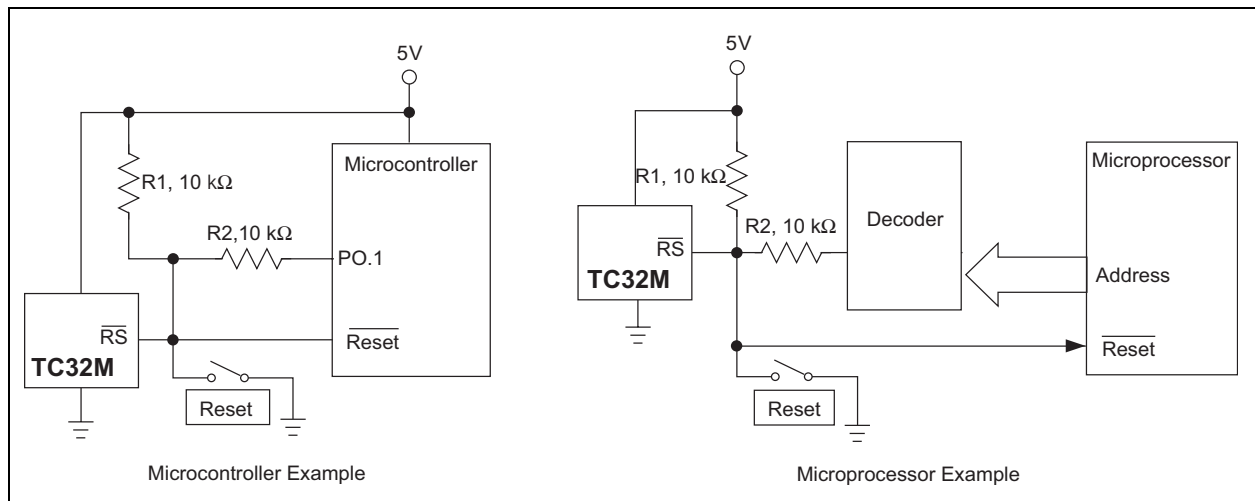 5V
Microcontroller
R1, 10 kΩ
R2,10 kΩ
PO.1
RS
TC32M
Reset
Reset
Microcontroller Example
5V
Microprocessor
R1, 10 kΩ
Decoder
R2, 10 kΩ
RS
TC32M
Address
Reset
Reset
Microprocessor Example